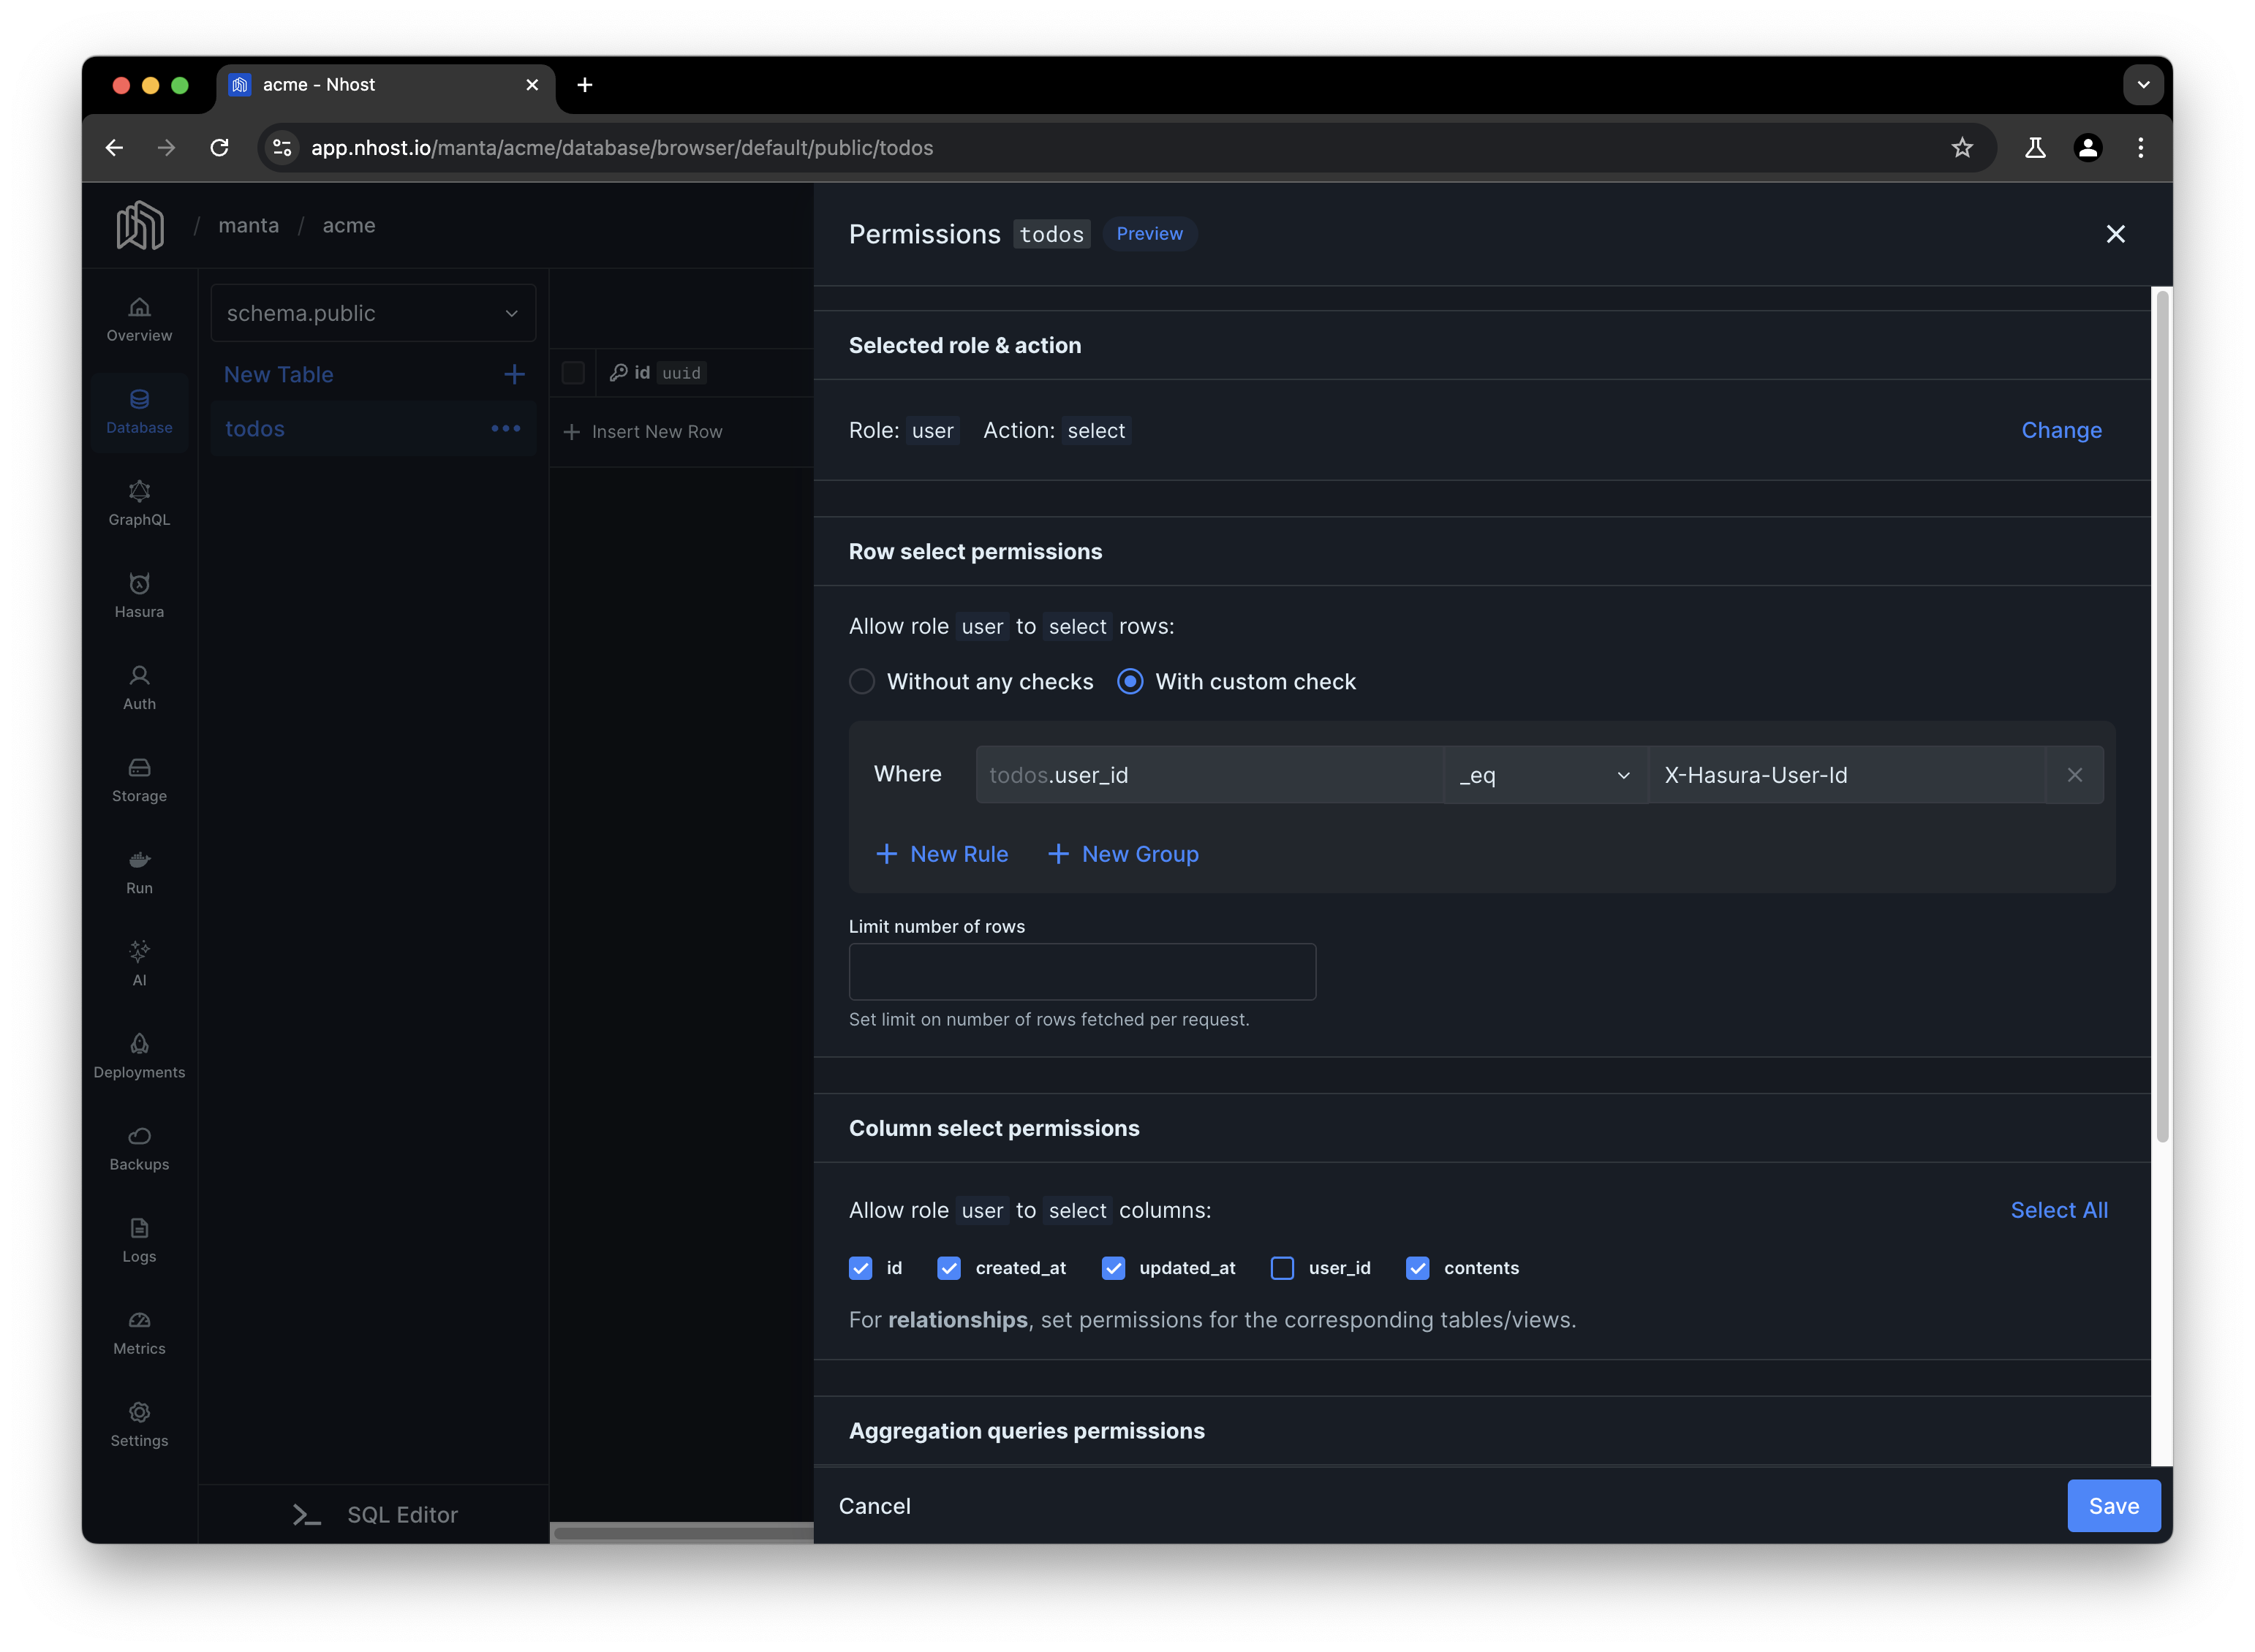 acme - Nhost
app.nhost.io/manta/acme/database/browser/default/public/todos
/ manta / acme
Overview
Database
GraphQL
Hasura
Auth
Storage
Run
AI
Deployments
Backups
Logs
Metrics
Settings
schema.public
New Table
todos
SQL Editor
id uuid
Insert New Row
Permissions todos Preview
Selected role & action
Role: user Action: select Change
Row select permissions
Allow role user to select rows:
Without any checks With custom check
Where todos.user_id _eq X-Hasura-User-Id
New Rule New Group
Limit number of rows
Set limit on number of rows fetched per request.
Column select permissions
Allow role user to select columns: Select All
id created_at updated_at user_id contents
For relationships, set permissions for the corresponding tables/views.
Aggregation queries permissions
Cancel Save